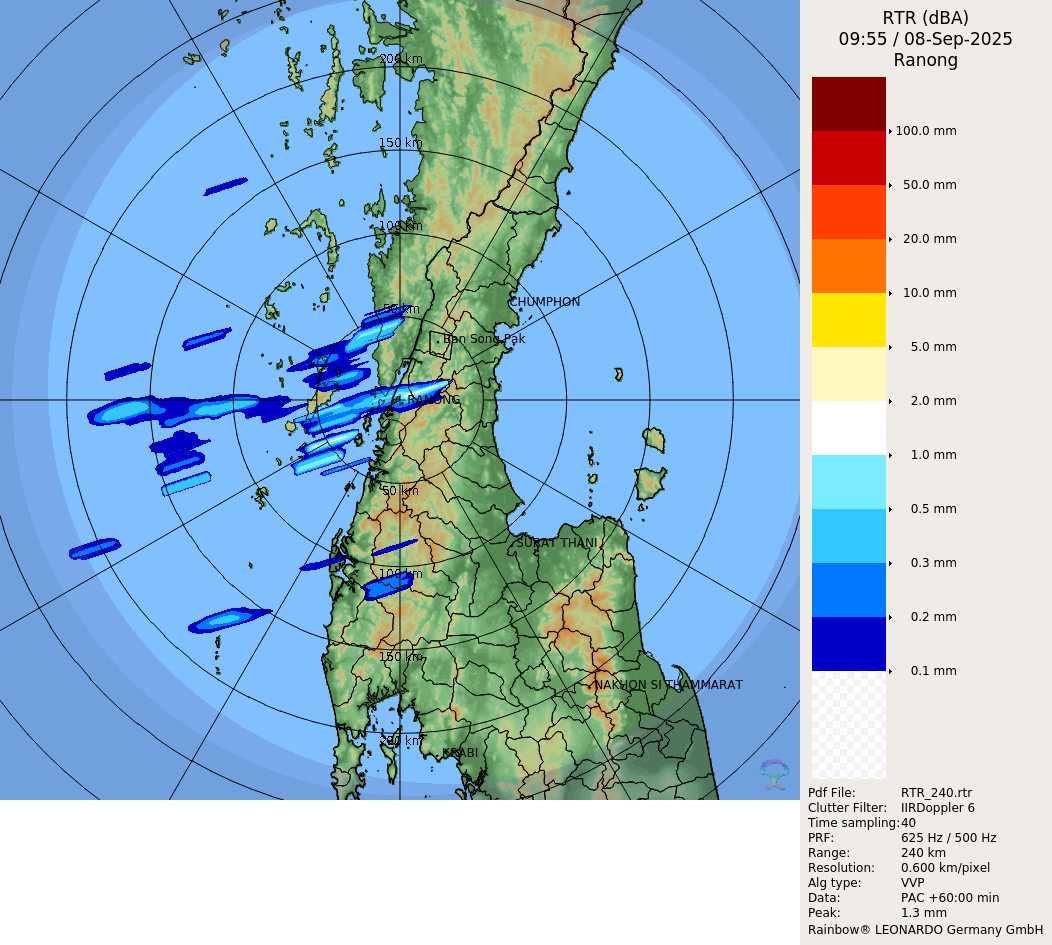 RTR (dBA)
09:55 / 08-Sep-2025
Ranong
200 km
150 km
100 km
50 km
CHUMPHON
Ban Song Pak
RANONG
50 km
SURAT THANI
100 km
150 km
NAKHON SI THAMMARAT
200 km
KRABI
100.0 mm
50.0 mm
20.0 mm
10.0 mm
5.0 mm
2.0 mm
1.0 mm
0.5 mm
0.3 mm
0.2 mm
0.1 mm
Pdf File: RTR_240.rtr
Clutter Filter: IIRDoppler 6
Time sampling:40
PRF: 625 Hz / 500 Hz
Range: 240 km
Resolution: 0.600 km/pixel
Alg type: VVP
Data: PAC +60:00 min
Peak: 1.3 mm
Rainbow® LEONARDO Germany GmbH